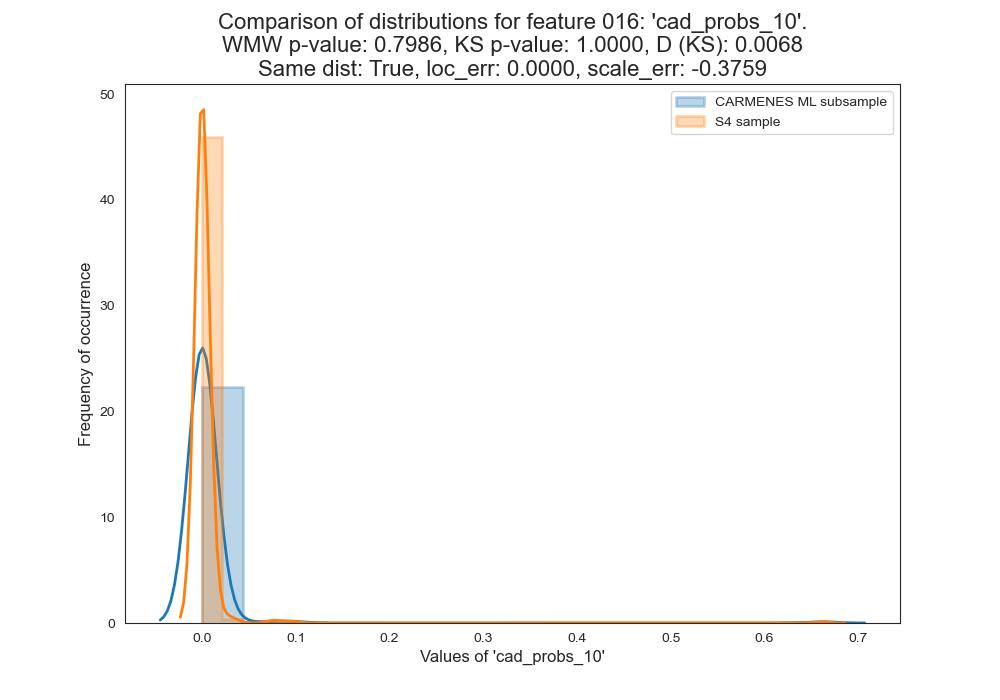 Comparison of distributions for feature 016: 'cad_probs_10'.
WMW p-value: 0.7986, KS p-value: 1.0000, D (KS): 0.0068
Same dist: True, loc_err: 0.0000, scale_err: -0.3759
CARMENES ML subsample
S4 sample
Frequency of occurrence
50
40
30
20
10
0
0.0 0.1 0.2 0.3 0.4 0.5 0.6 0.7
Values of 'cad_probs_10'